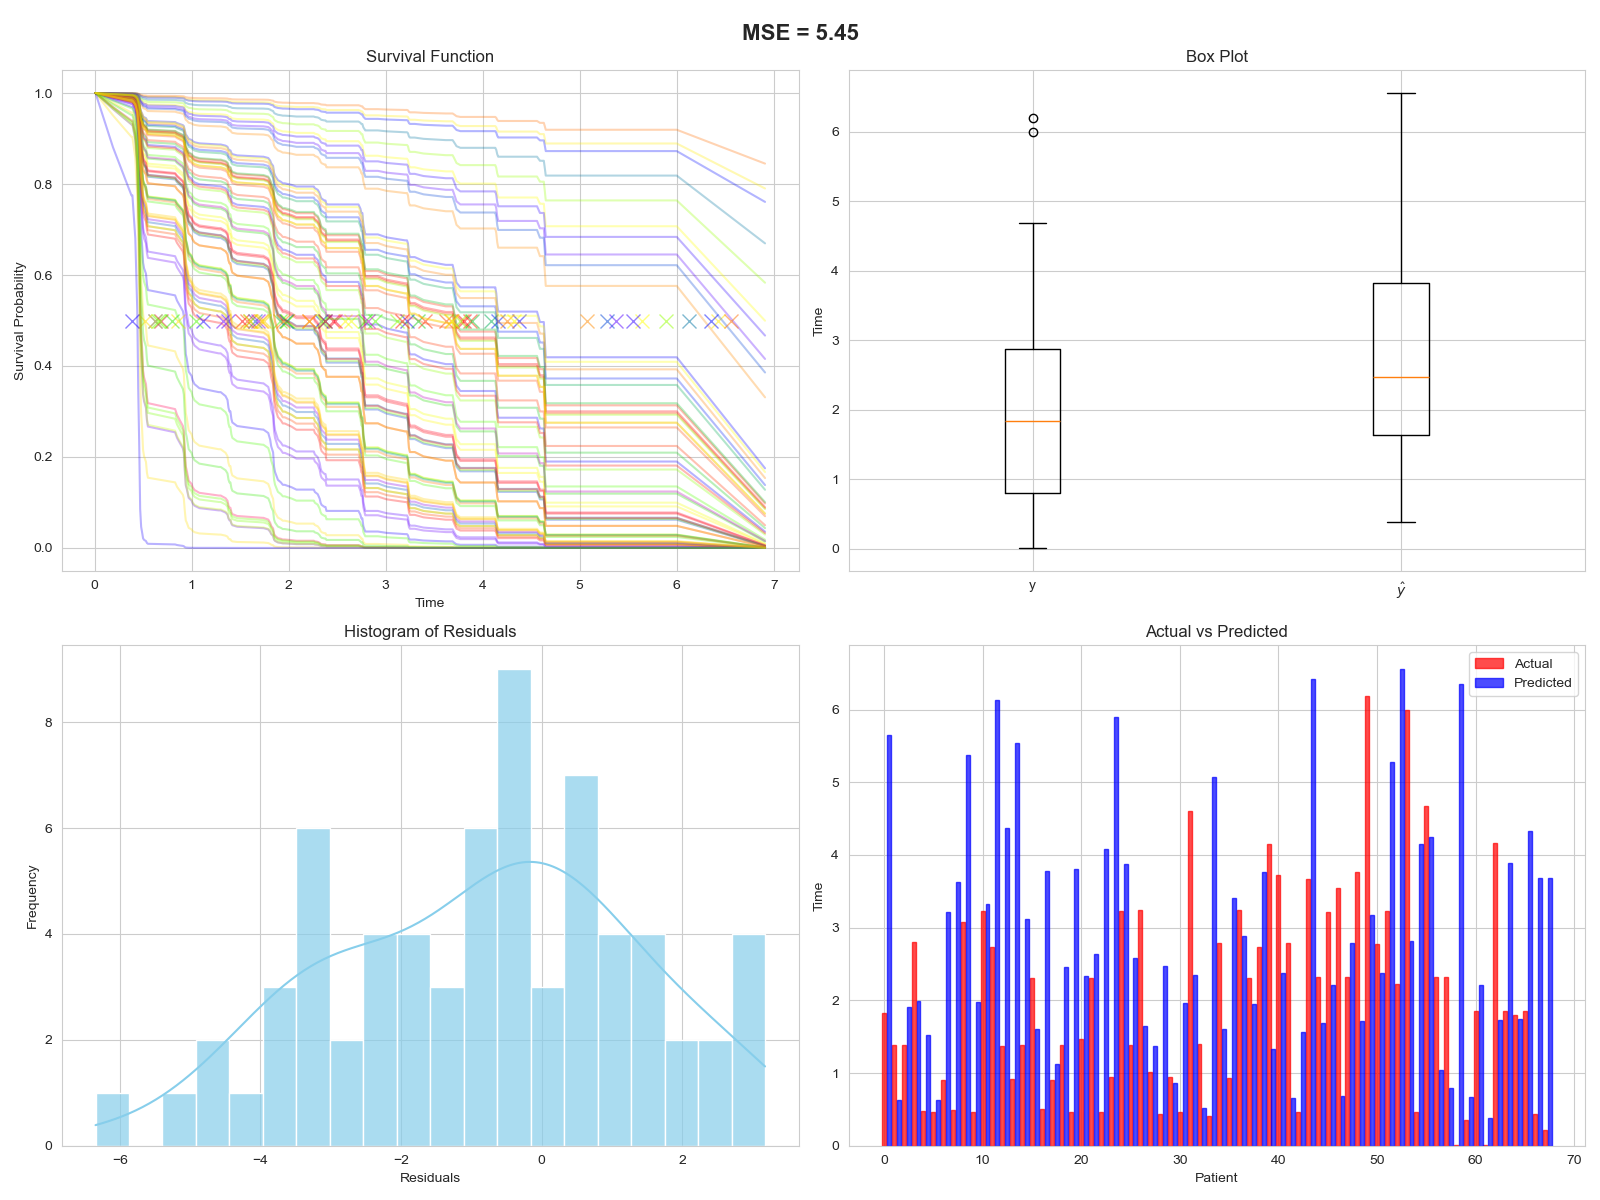 MSE = 5.45
Survival Function
Survival Probability
1.0
0.8
0.6
0.4
0.2
0.0
0 1 2 3 4 5 6 7
Time
Box Plot
Time
6
5
4
3
2
1
0
y ŷ
Histogram of Residuals
Frequency
8
6
4
2
0
−6 −4 −2 0 2
Residuals
Actual vs Predicted
Actual
Predicted
Time
6
5
4
3
2
1
0
0 10 20 30 40 50 60 70
Patient